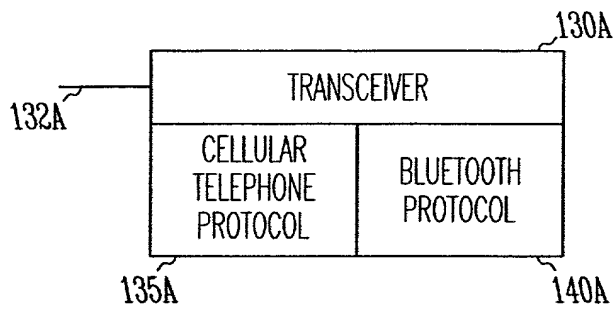 130A
TRANSCEIVER
132A
CELLULAR
TELEPHONE
PROTOCOL
BLUETOOTH
PROTOCOL
135A
140A